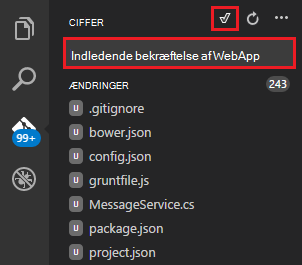 CIFFER
Indledende bekræftelse af WebApp
ÆNDRINGER 243
U .gitignore
99+
U bower.json
U config.json
U gruntfile.js
U MessageService.cs
U package.json
U project.json